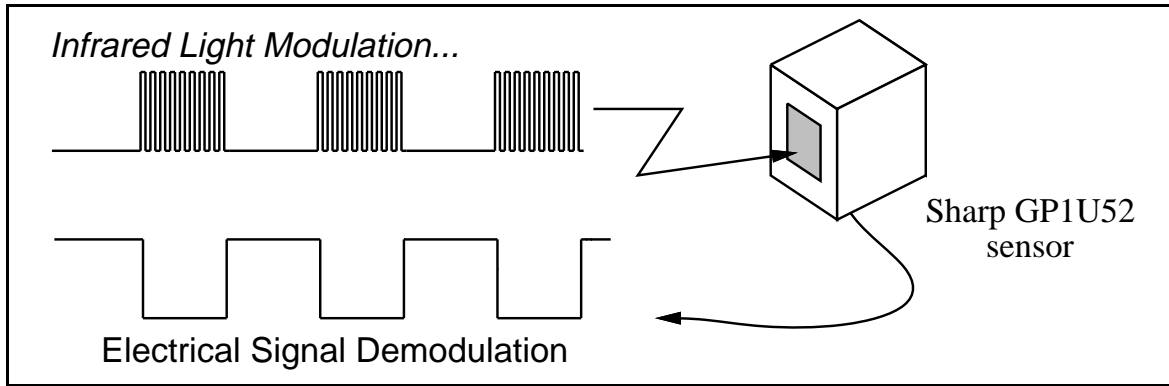 Infrared Light Modulation...
Sharp GP1U52
sensor
Electrical Signal Demodulation